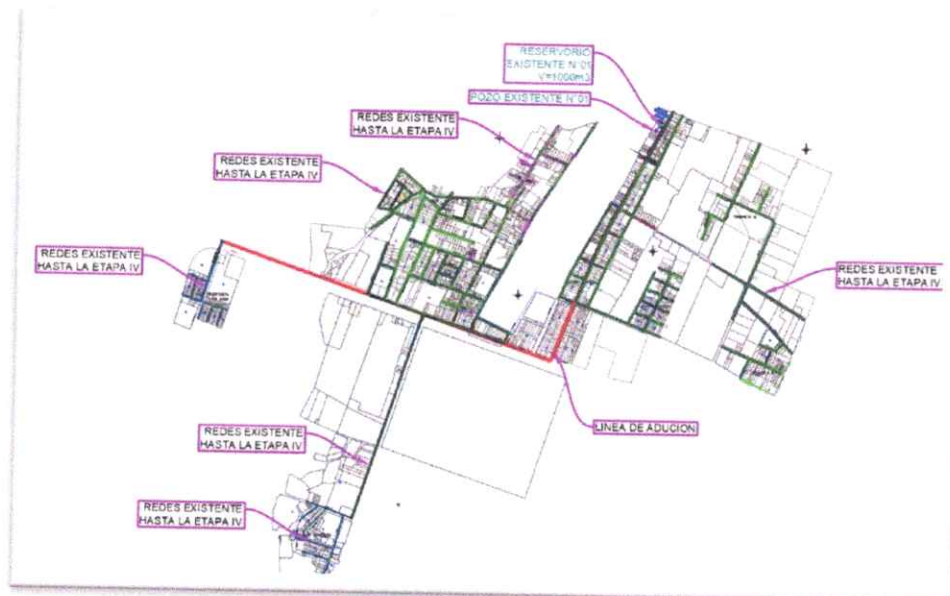 RESERVORIO
EXISTENTE N°01
V=1000m3
POZO EXISTENTE N°01
REDES EXISTENTE
HASTA LA ETAPA IV
REDES EXISTENTE
HASTA LA ETAPA IV
REDES EXISTENTE
HASTA LA ETAPA IV
REDES EXISTENTE
HASTA LA ETAPA IV
LINEA DE ADUCION
REDES EXISTENTE
HASTA LA ETAPA IV
REDES EXISTENTE
HASTA LA ETAPA IV